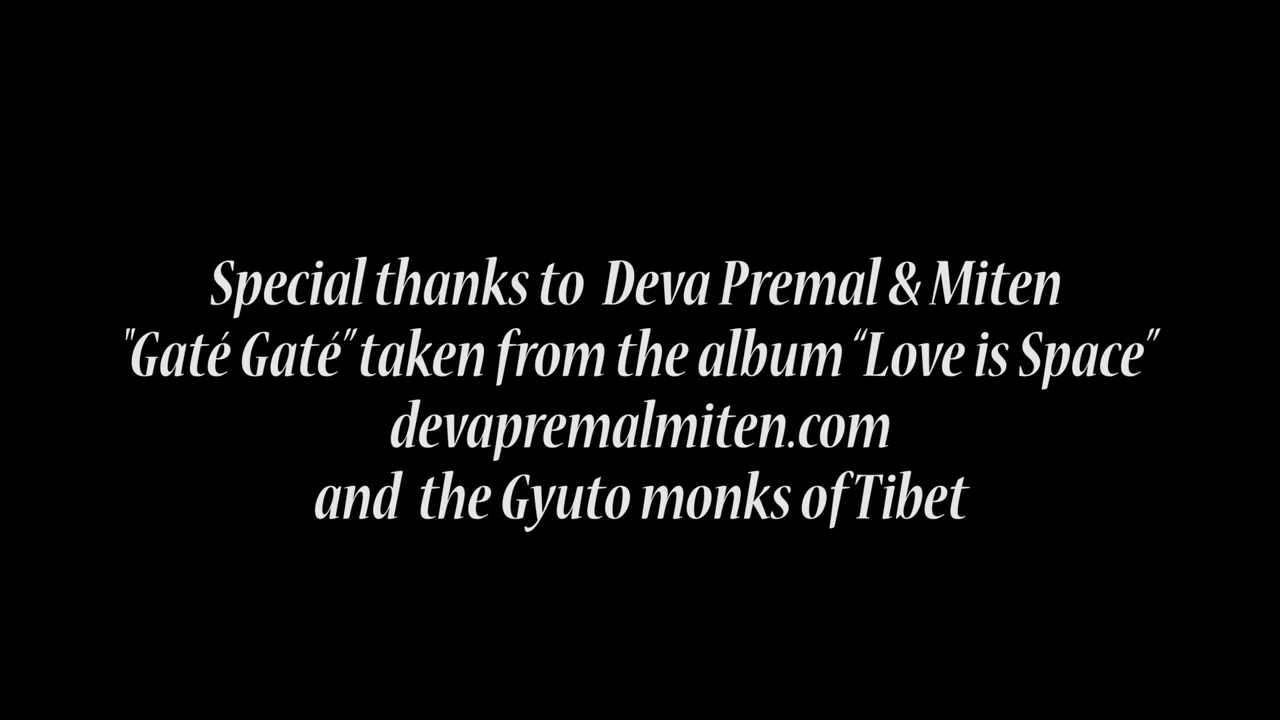 Special thanks to Deva Premal & Miten
"Gaté Gaté" taken from the album “Love is Space”
devapremalmiten.com
and the Gyuto monks of Tibet